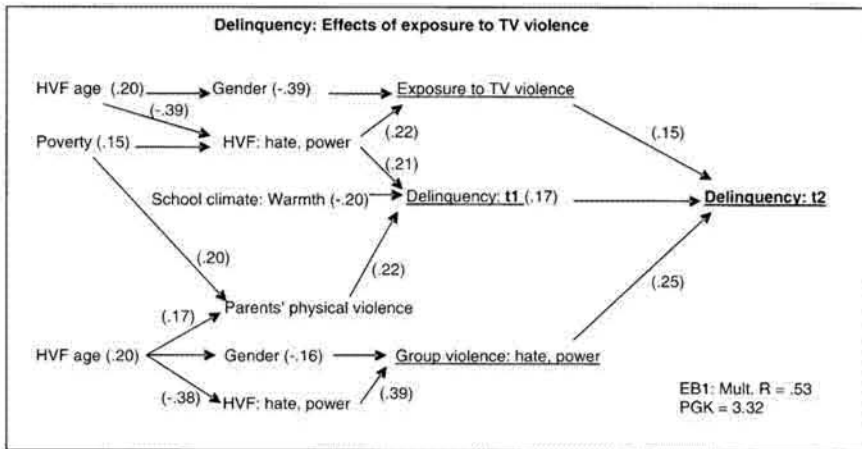 Delinquency: Effects of exposure to TV violence
HVF age (.20) Gender (-.39) Exposure to TV violence
(-.39)
(.22) (.15)
Poverty (.15) HVF: hate, power
(.21)
School climate: Warmth (-.20) Delinquency: t1 (.17) Delinquency: t2
(.20) (.22)
(.25)
Parents' physical violence
(.17)
HVF age (.20) Gender (-.16) Group violence: hate, power
(-.38) (.39)
HVF: hate, power
EB1: Mult. R = .53
PGK = 3.32